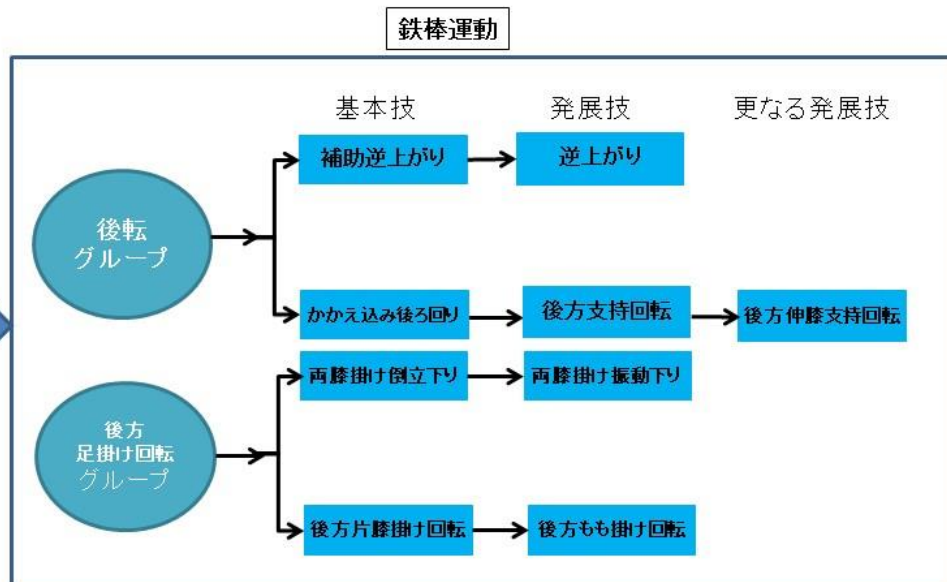 鉄棒運動
基本技
発展技
更なる発展技
後転
グループ
補助逆上がり
逆上がり
かかえ込み後ろ回り
後方支持回転
後方伸膝支持回転
後方
足掛け回転
グループ
両膝掛け倒立下り
両膝掛け振動下り
後方片膝掛け回転
後方もも掛け回転